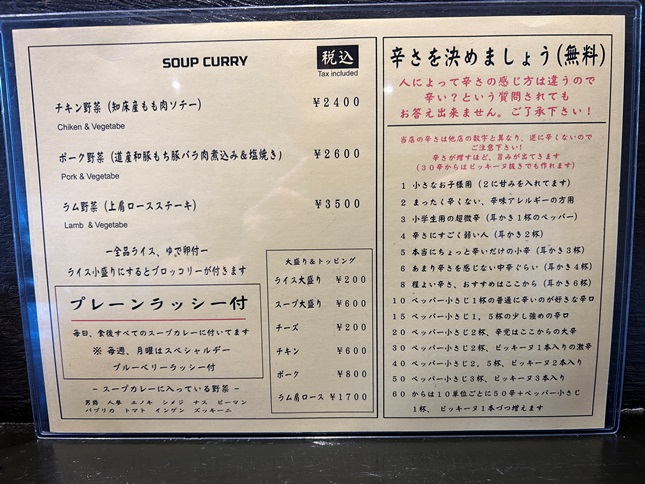 SOUP CURRY
税込
Tax included
チキン野菜（知床産もも肉ソテー） ¥2400
Chiken & Vegetabe
ポーク野菜（道産和豚もち豚バラ肉煮込み＆塩焼き） ¥2600
Pork & Vegetabe
ラム野菜（上肩ロースステーキ） ¥3500
Lamb & Vegetabe
ー全品ライス、ゆで卵付ー
ライス小盛りにするとブロッコリーが付きます
プレーンラッシー付
毎日、食後すべてのスープカレーに付いてます
※ 毎週、月曜はスペシャルデー
ブルーベリーラッシー付
－スープカレーに入っている野菜－
男爵 人参 エノキ シメジ ナス ピーマン
パプリカ トマト インゲン ズッキーニ
大盛り＆トッピング
ライス大盛り ¥200
スープ大盛り ¥600
チーズ ¥200
チキン ¥600
ポーク ¥800
ラム肩ロース ¥1700
辛さを決めましょう(無料)
人によって辛さの感じ方は違うので
辛い？という質問されても
お答え出来ません。ご了承下さい！
当店の辛さは他店の数字と異なり、逆に辛くないので
ご注意下さい！
辛さが増すほど、旨みが出てきます
(30辛からはピッキーヌ抜きでも作れます)
1 小さなお子様用（2に甘みを入れてます）
2 まったく辛くない、辛味アレルギーの方用
3 小学生用の超微辛（耳かき1杯のペッパー）
4 辛さにすごく弱い人（耳かき2杯）
5 本当にちょっと辛いだけの小辛（耳かき3杯）
6 あまり辛さを感じない中辛ぐらい（耳かき4杯）
8 程よい辛さ、おすすめはここから（耳かき6杯）
10 ペッパー小さじ1杯の普通に辛いのが好きな辛口
15 ペッパー小さじ1，5杯の少し強めの辛口
20 ペッパー小さじ2杯、辛党はここからの大辛
30 ペッパー小さじ2杯、ピッキーヌ1本入りの激辛
40 ペッパー小さじ2，5杯、ピッキーヌ2本入り
50 ペッパー小さじ3杯、ピッキーヌ3本入り
60 からは10単位ごとに50辛＋ペッパー小さじ
1杯、ピッキーヌ1本づつ増えます